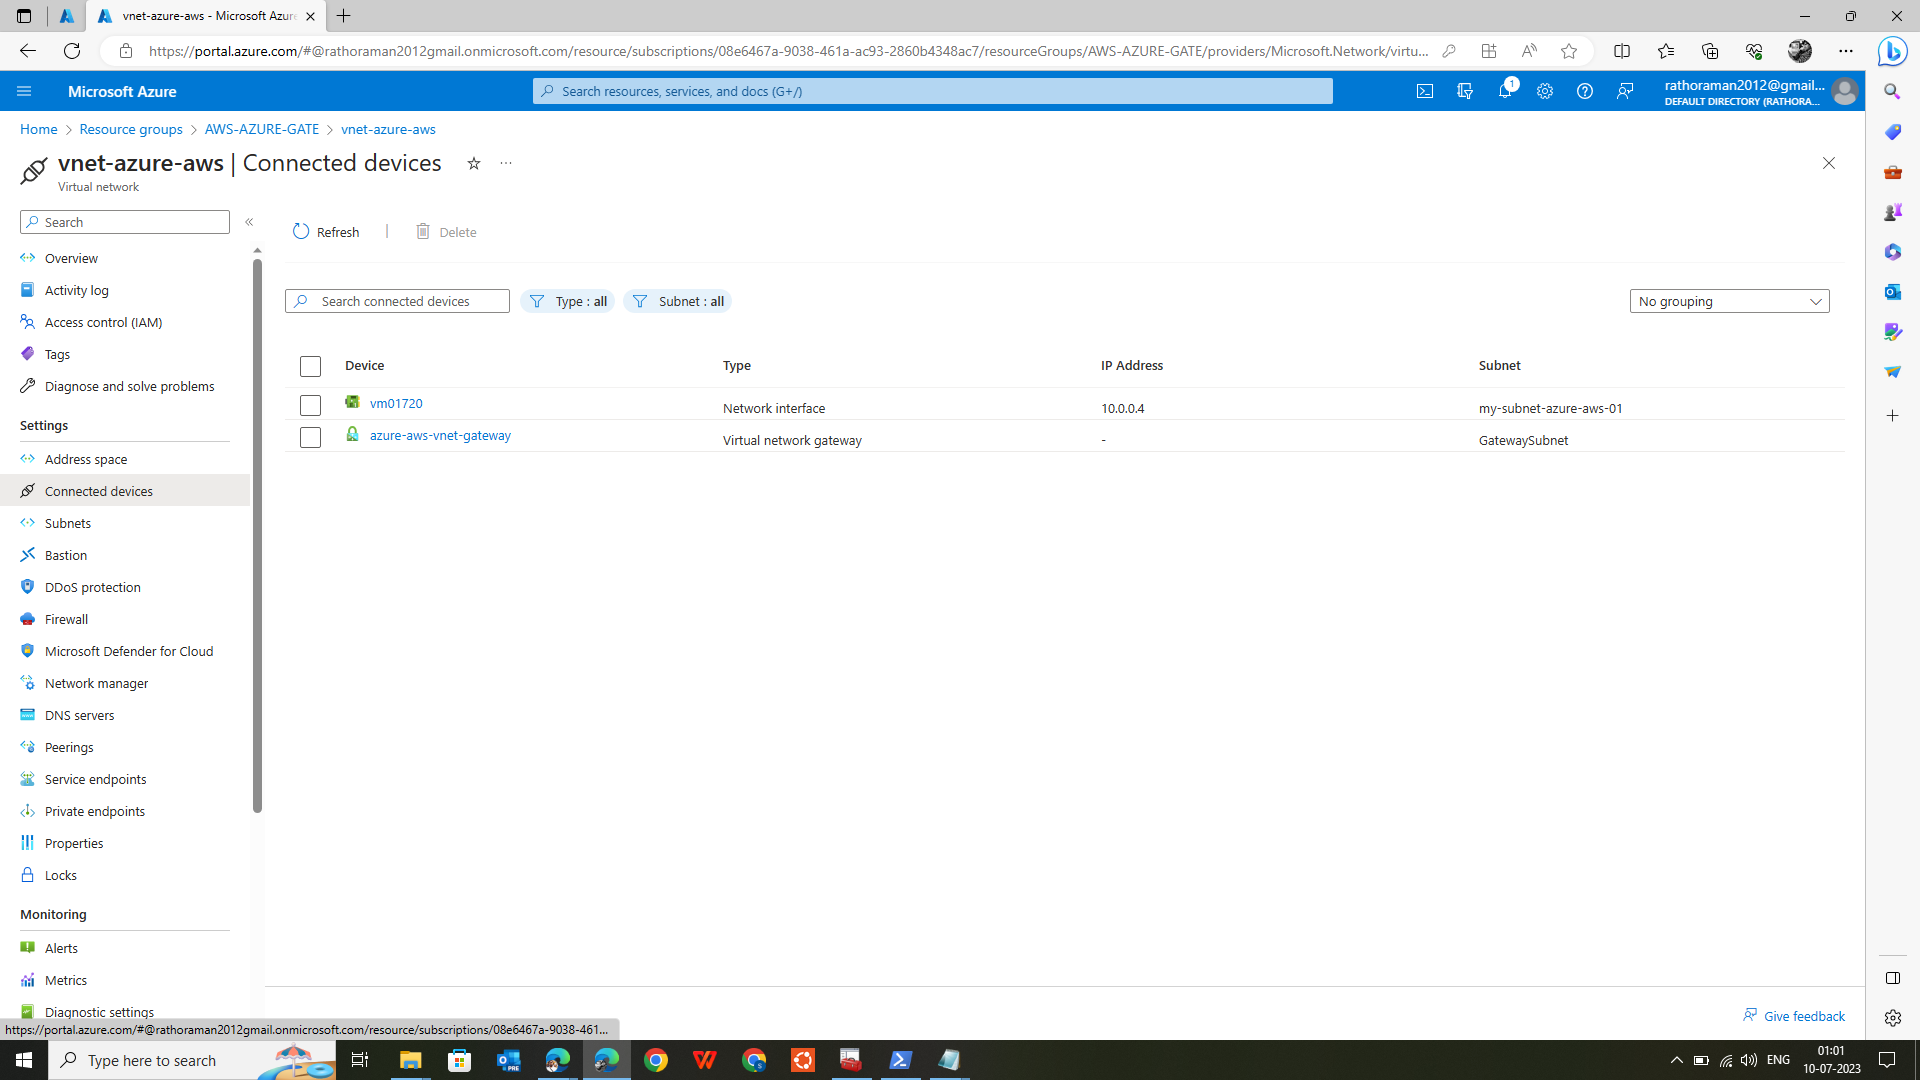 vnet-azure-aws - Microsoft Azure
https://portal.azure.com/#@rathoraman2012gmail.onmicrosoft.com/resource/subscriptions/08e6467a-9038-461a-ac93-2860b4348ac7/resourceGroups/AWS-AZURE-GATE/providers/Microsoft.Network/virtu...
Microsoft Azure
Search resources, services, and docs (G+/)
1
rathoraman2012@gmail...
DEFAULT DIRECTORY (RATHORA...
Home > Resource groups > AWS-AZURE-GATE > vnet-azure-aws
vnet-azure-aws | Connected devices
Virtual network
Search
Refresh
Delete
Overview
Activity log
Access control (IAM)
Tags
Diagnose and solve problems
Settings
Address space
Connected devices
Subnets
Bastion
DDoS protection
Firewall
Microsoft Defender for Cloud
Network manager
DNS servers
Peerings
Service endpoints
Private endpoints
Properties
Locks
Monitoring
Alerts
Metrics
Diagnostic settings
Search connected devices
Type : all
Subnet : all
No grouping
Device Type IP Address Subnet
vm01720 Network interface 10.0.0.4 my-subnet-azure-aws-01
azure-aws-vnet-gateway Virtual network gateway - GatewaySubnet
Give feedback
https://portal.azure.com/#@rathoraman2012gmail.onmicrosoft.com/resource/subscriptions/08e6467a-9038-461...
Type here to search
PRE
ENG
01:01
10-07-2023